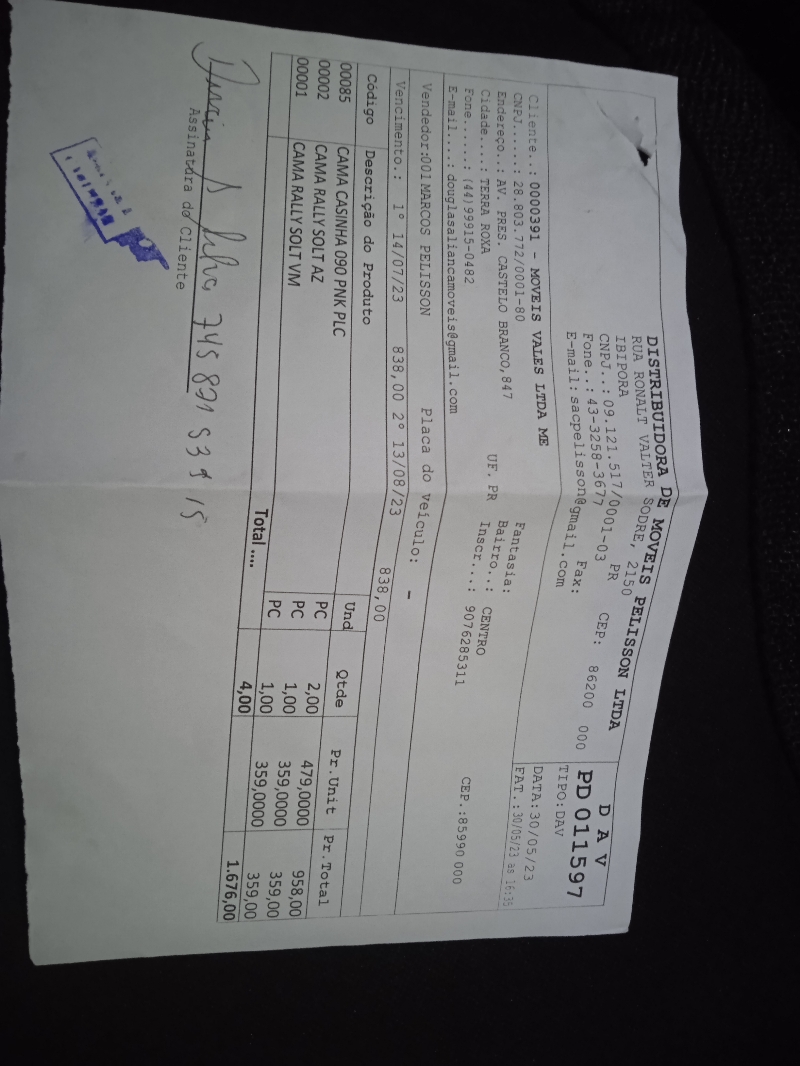 DISTRIBUIDORA DE MOVEIS PELISSON LTDA
RUA RONALT VALTER SODRE, 2150
IBIPORA PR CEP: 86200 000
CNPJ..: 09.121.517/0001-03
Fone..: 43-3258-3677 Fax:
E-mail: sacpelisson@gmail.com
D A V
PD 011597
TIPO:DAV
DATA:30/05/23
FAT.:30/05/23 as 16:35
Cliente..: 0000391 - MOVEIS VALES LTDA ME
CNPJ.....: 28.803.772/0001-80 Fantasia:
Endereço..: AV. PRES. CASTELO BRANCO,847 Bairro..: CENTRO
Cidade....: TERRA ROXA UF. PR Inscr...: 9076285311 CEP.:85990 000
Fone......: (44)99915-0482
E-mail....: douglasaliancamoveis@gmail.com
Vendedor:001 MARCOS PELISSON Placa do veículo: -
Vencimento.: 1º 14/07/23 838,00 2º 13/08/23 838,00
Código Descrição do Produto Und Qtde Pr.Unit Pr.Total
00085 CAMA CASINHA 090 PNK PLC PC 2,00 479,0000 958,00
00002 CAMA RALLY SOLT AZ PC 1,00 359,0000 359,00
00001 CAMA RALLY SOLT VM PC 1,00 359,0000 359,00
Total .... 4,00 1.676,00
745 821 539 15
Assinatura do Cliente